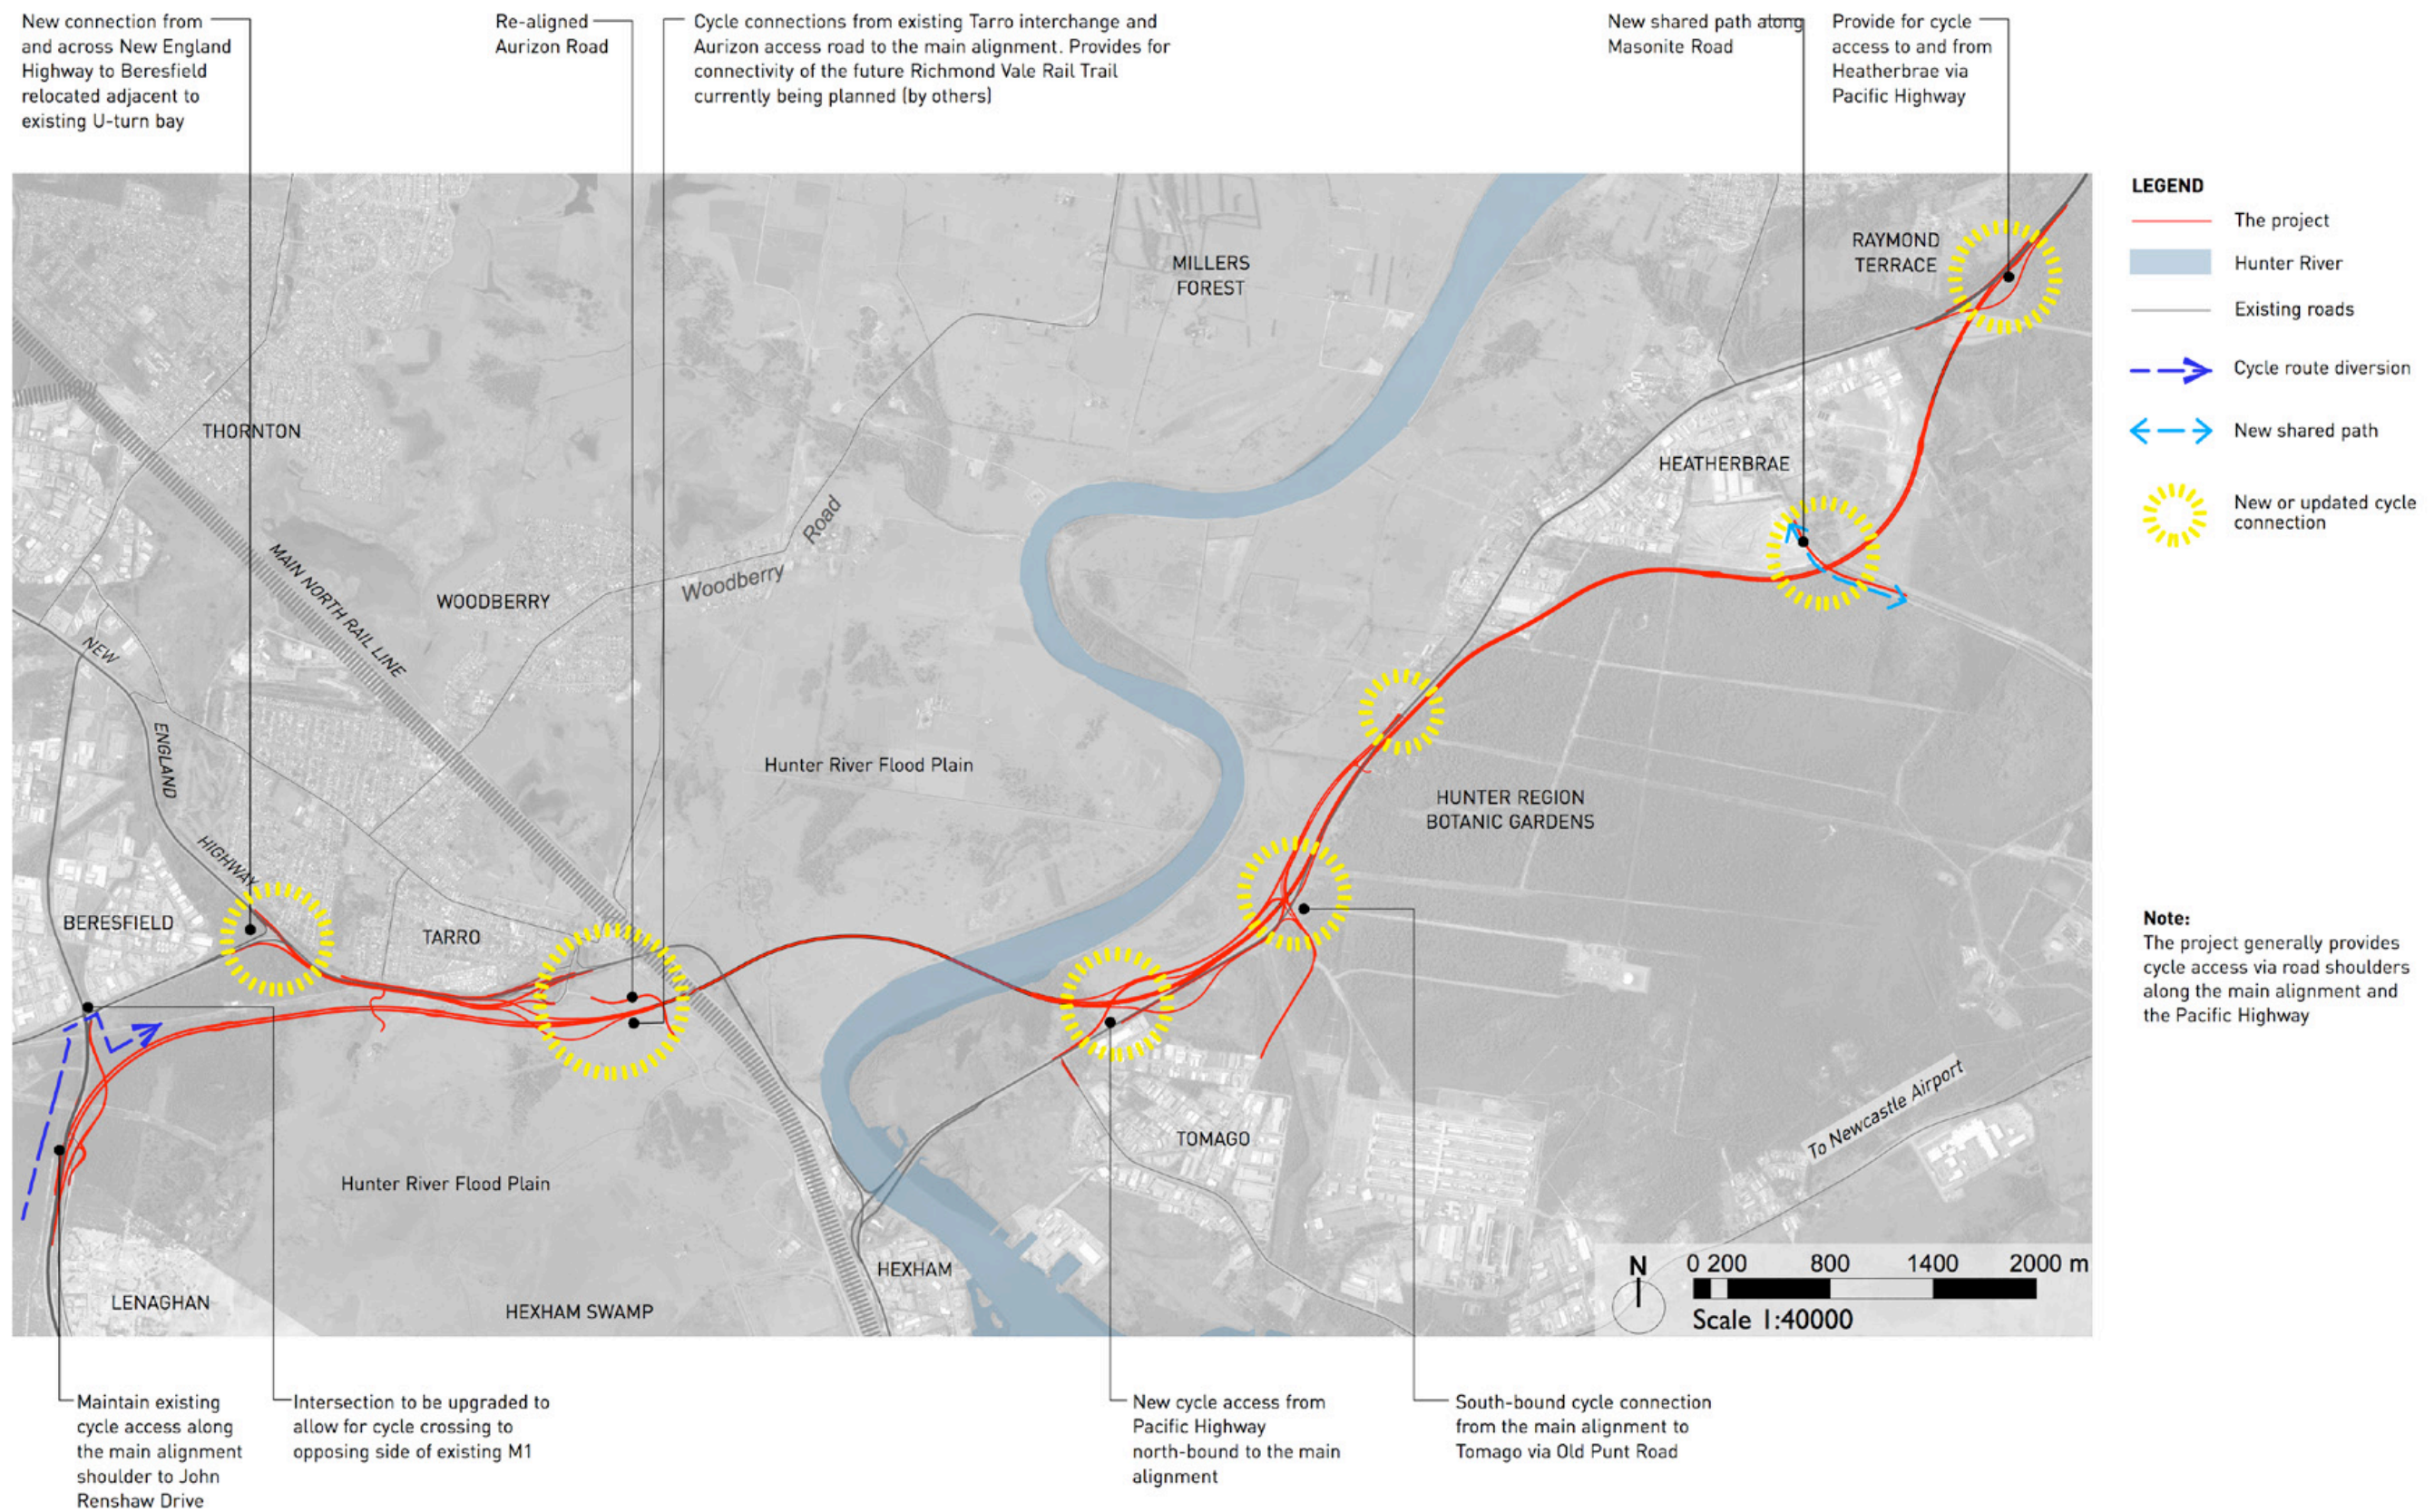 New connection from
and across New England
Highway to Beresfield
relocated adjacent to
existing U-turn bay
Re-aligned
Aurizon Road
Cycle connections from existing Tarro interchange and
Aurizon access road to the main alignment. Provides for
connectivity of the future Richmond Vale Rail Trail
currently being planned (by others)
New shared path along
Masonite Road
Provide for cycle
access to and from
Heatherbrae via
Pacific Highway
LEGEND
The project
Hunter River
Existing roads
Cycle route diversion
New shared path
New or updated cycle
connection
RAYMOND
TERRACE
MILLERS
FOREST
THORNTON
HEATHERBRAE
Road
Woodberry
WOODBERRY
MAIN NORTH RAIL LINE
NEW
ENGLAND
HIGHWAY
Hunter River Flood Plain
HUNTER REGION
BOTANIC GARDENS
BERESFIELD
TARRO
Note:
The project generally provides
cycle access via road shoulders
along the main alignment and
the Pacific Highway
To Newcastle Airport
TOMAGO
Hunter River Flood Plain
HEXHAM
LENAGHAN
HEXHAM SWAMP
N
0 200 800 1400 2000 m
Scale 1:40000
Maintain existing
cycle access along
the main alignment
shoulder to John
Renshaw Drive
Intersection to be upgraded to
allow for cycle crossing to
opposing side of existing M1
New cycle access from
Pacific Highway
north-bound to the main
alignment
South-bound cycle connection
from the main alignment to
Tomago via Old Punt Road